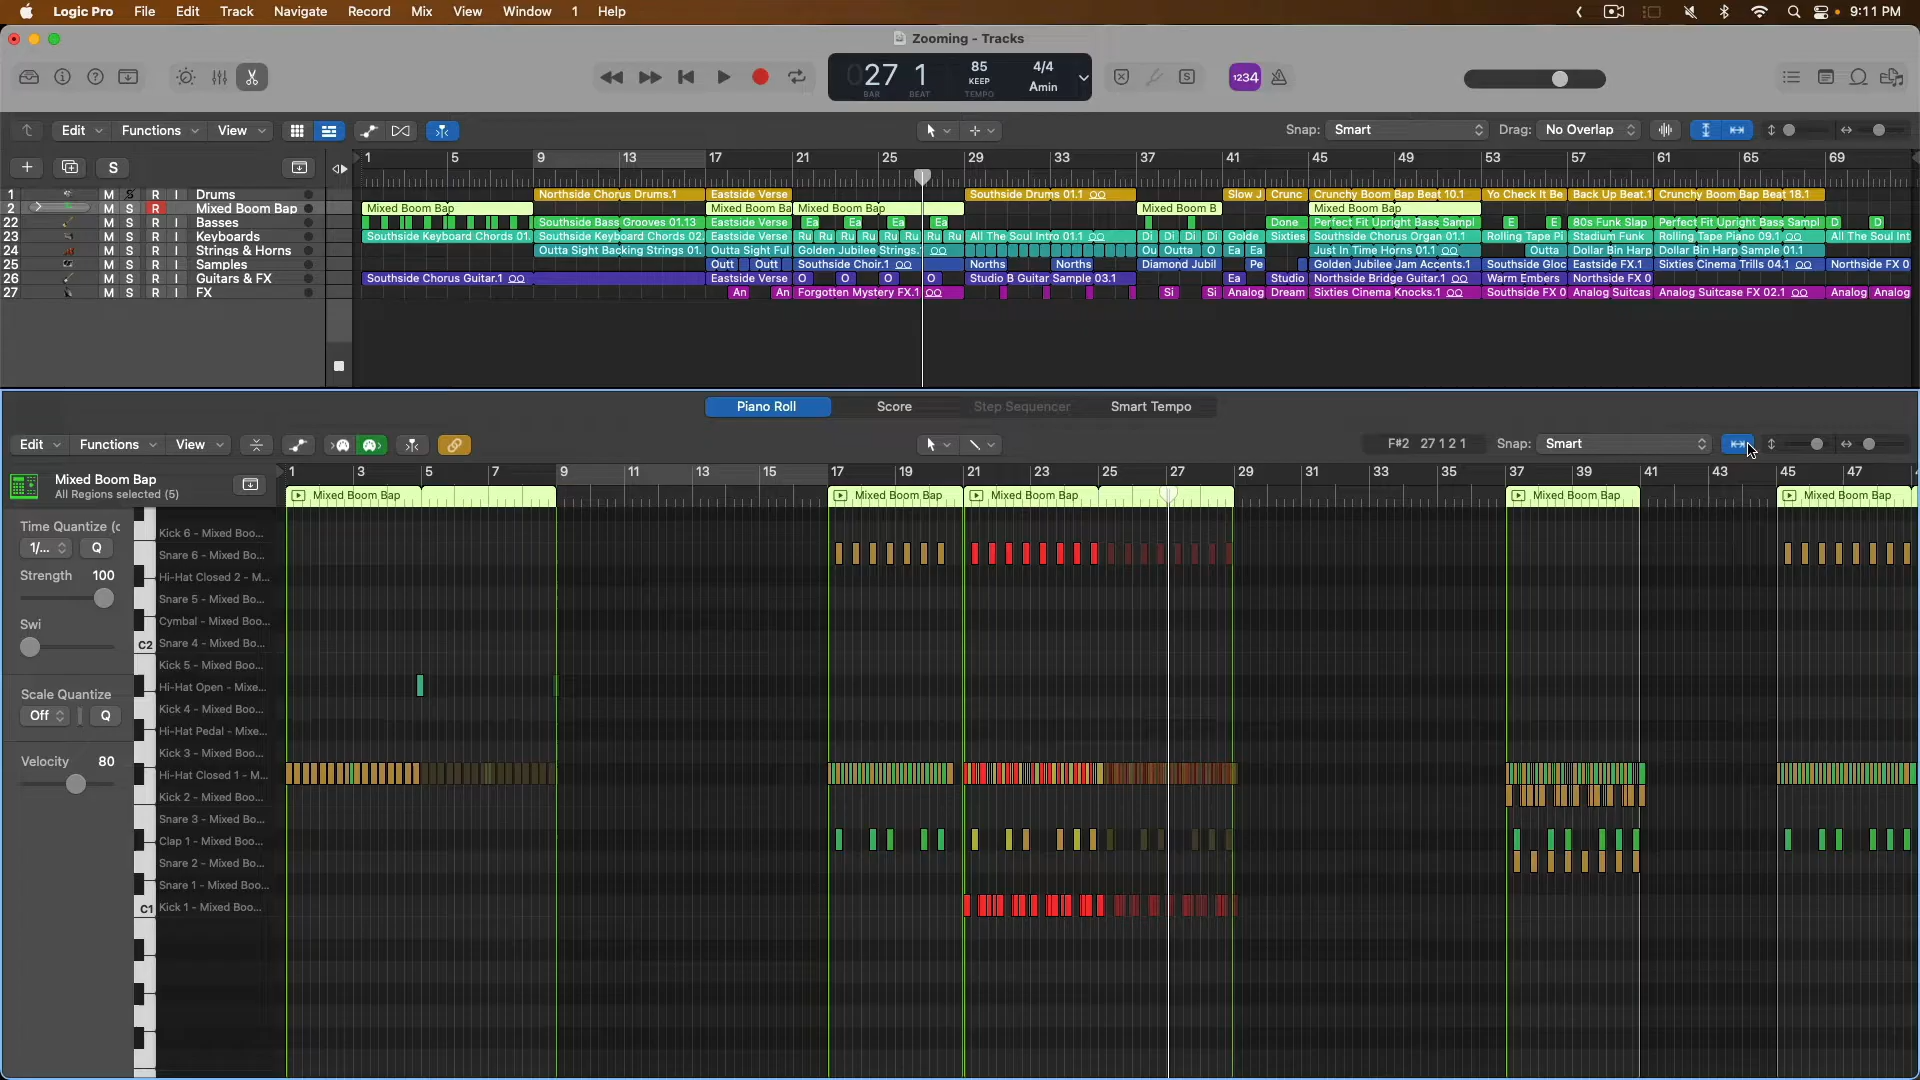 Logic Pro File Edit Track Navigate Record Mix View Window 1 Help 9:11 PM
Zooming - Tracks
27 1 85 KEEP 4/4 Amin
BAR BEAT TEMPO
S 1234
Edit Functions View Snap: Smart Drag: No Overlap
S 1 5 9 13 17 21 25 29 33 37 41 45 49 53 57 61 65 69
1 M S R I Drums Northside Chorus Drums.1 Eastside Verse Southside Drums 01.1 Slow J Crunc Crunchy Boom Bap Beat 10.1 Yo Check It Be Back Up Beat.1 Crunchy Boom Bap Beat 18.1
2 M S R I Mixed Boom Bap Mixed Boom Bap Mixed Boom Ba Mixed Boom Bap Mixed Boom B Mixed Boom Bap
22 M S R I Basses Southside Bass Grooves 01.13 Eastside Verse Ea Ea Ea Ea Done Perfect Fit Upright Bass Sampl E E 80s Funk Slap Perfect Fit Upright Bass Sampl D D
23 M S R I Keyboards Southside Keyboard Chords 01. Southside Keyboard Chords 02. Eastside Verse Ru Ru Ru Ru Ru Ru Ru Ru All The Soul Intro 01.1 Di Di Di Di Golde Sixties Southside Chorus Organ 01.1 Rolling Tape Pi Stadium Funk Rolling Tape Piano 09.1 All The Soul Int
24 M S R I Strings & Horns Outta Sight Backing Strings 01. Outta Sight Ful Golden Jubilee Strings. Ou Outta O Ea Ea Just In Time Horns 01.1 Outta Dollar Bin Harp Dollar Bin Harp Sample 01.1
25 M S R I Samples Outt Outt Southside Choir.1 Norths Norths Diamond Jubil Pe Golden Jubilee Jam Accents.1 Southside Gloc Eastside FX.1 Sixties Cinema Trills 04.1 Northside FX 0
26 M S R I Guitars & FX Southside Chorus Guitar.1 Eastside Verse O O O O Studio B Guitar Sample 03.1 Ea Studio Northside Bridge Guitar.1 Warm Embers Northside FX 0
27 M S R I FX An An Forgotten Mystery FX.1 Si Si Analog Dream Sixties Cinema Knocks.1 Southside FX 0 Analog Suitcas Analog Suitcase FX 02.1 Analog Analog
Piano Roll Score Step Sequencer Smart Tempo
Edit Functions View F#2 27 1 2 1 Snap: Smart
1 3 5 7 9 11 13 15 17 19 21 23 25 27 29 31 33 35 37 39 41 43 45 47
Mixed Boom Bap
All Regions selected (5)
Mixed Boom Bap Mixed Boom Bap Mixed Boom Bap Mixed Boom Bap Mixed Boom Bap
Time Quantize (c
1/... Q
Strength 100
Swi
Scale Quantize
Off Q
Velocity 80
Kick 6 - Mixed Boo...
Snare 6 - Mixed Bo...
Hi-Hat Closed 2 - M...
Snare 5 - Mixed Bo...
Cymbal - Mixed Boo...
C2 Snare 4 - Mixed Bo...
Kick 5 - Mixed Boo...
Hi-Hat Open - Mixe...
Kick 4 - Mixed Boo...
Hi-Hat Pedal - Mixe...
Kick 3 - Mixed Boo...
Hi-Hat Closed 1 - M...
Kick 2 - Mixed Boo...
Snare 3 - Mixed Bo...
Clap 1 - Mixed Boo...
Snare 2 - Mixed Bo...
Snare 1 - Mixed Boo...
C1 Kick 1 - Mixed Boo...